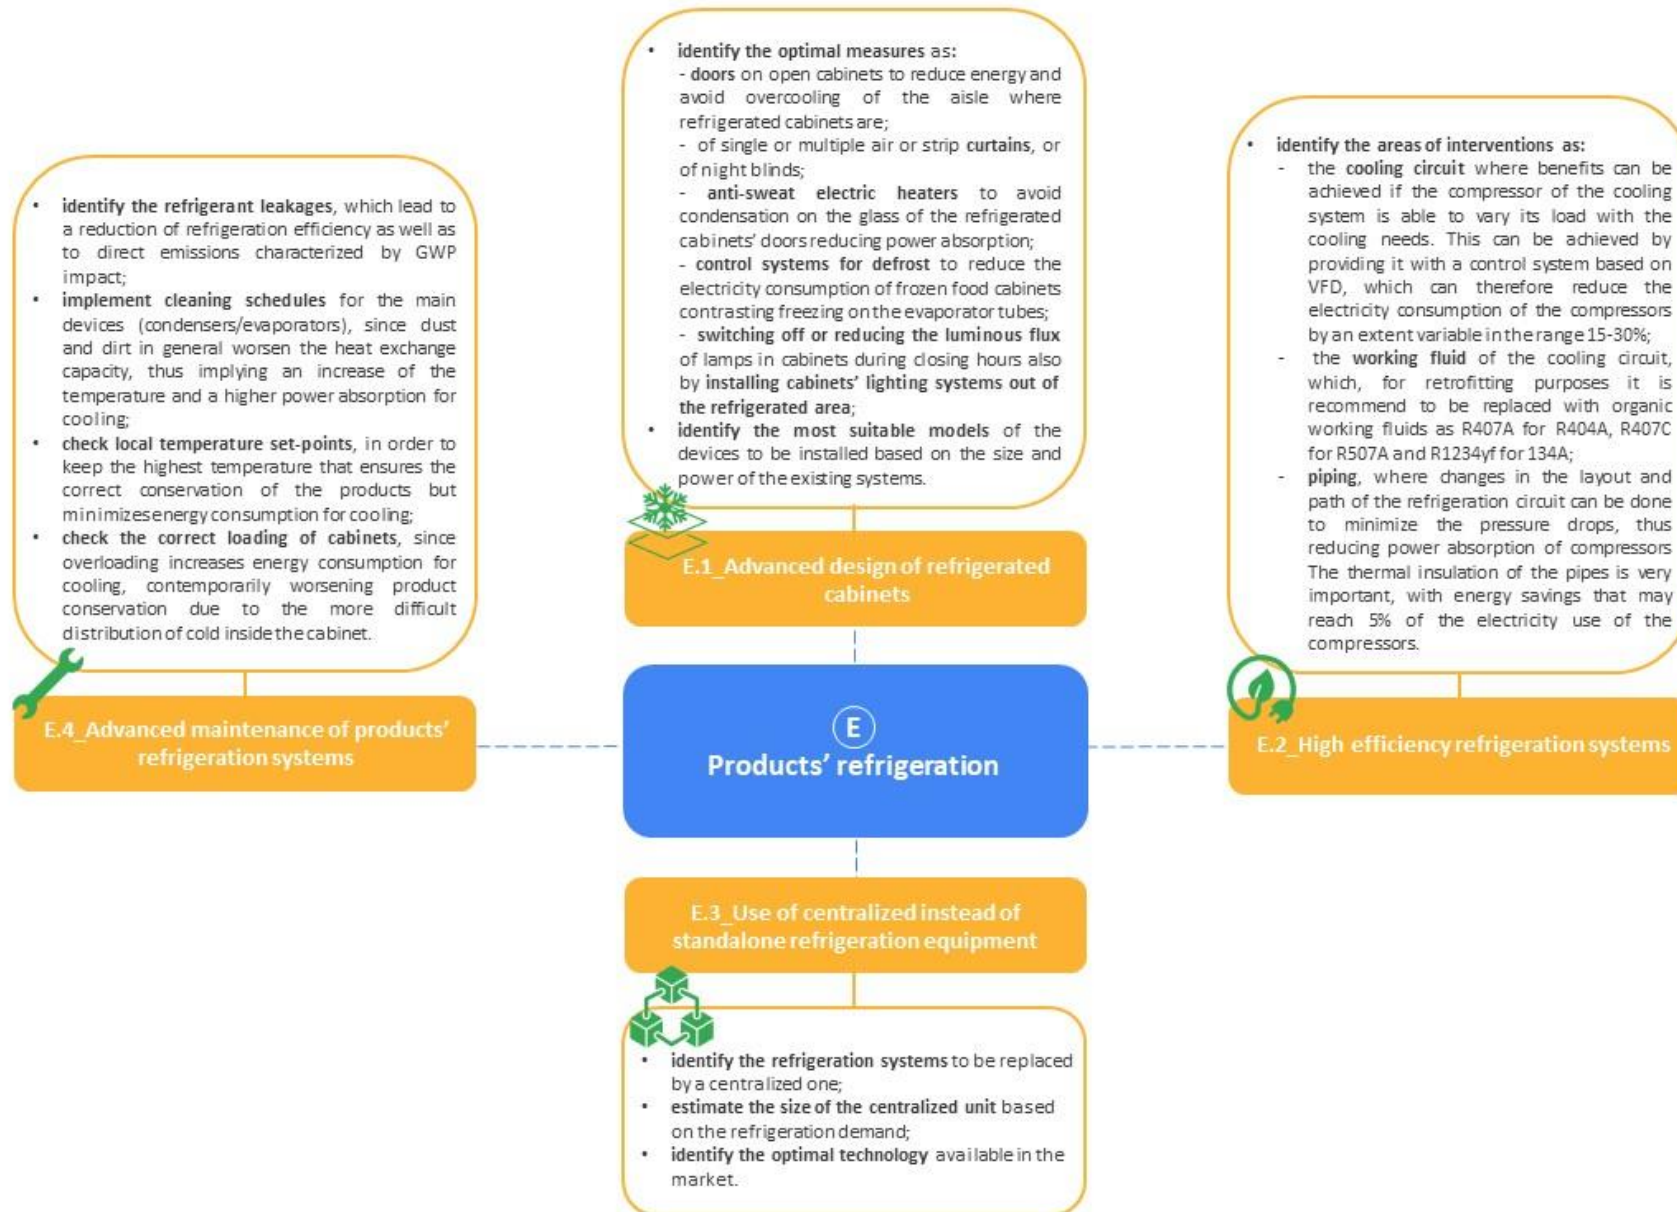 • identify the optimal measures as:
- doors on open cabinets to reduce energy and
avoid overcooling of the aisle where
refrigerated cabinets are;
- of single or multiple air or strip curtains, or
of night blinds;
- anti-sweat electric heaters to avoid
condensation on the glass of the refrigerated
cabinets' doors reducing power absorption;
- control systems for defrost to reduce the
electricity consumption of frozen food cabinets
contrasting freezing on the evaporator tubes;
- switching off or reducing the luminous flux
of lamps in cabinets during closing hours also
by installing cabinets' lighting systems out of
the refrigerated area;
• identify the most suitable models of the
devices to be installed based on the size and
power of the existing systems.
E.1_Advanced design of refrigerated
cabinets
• identify the refrigerant leakages, which lead to
a reduction of refrigeration efficiency as well as
to direct emissions characterized by GWP
impact;
• implement cleaning schedules for the main
devices (condensers/evaporators), since dust
and dirt in general worsen the heat exchange
capacity, thus implying an increase of the
temperature and a higher power absorption for
cooling;
• check local temperature set-points, in order to
keep the highest temperature that ensures the
correct conservation of the products but
minimizes energy consumption for cooling;
• check the correct loading of cabinets, since
overloading increases energy consumption for
cooling, contemporarily worsening product
conservation due to the more difficult
distribution of cold inside the cabinet.
E.4_Advanced maintenance of products'
refrigeration systems
E
Products' refrigeration
• identify the areas of interventions as:
- the cooling circuit where benefits can be
achieved if the compressor of the cooling
system is able to vary its load with the
cooling needs. This can be achieved by
providing it with a control system based on
VFD, which can therefore reduce the
electricity consumption of the compressors
by an extent variable in the range 15-30%;
- the working fluid of the cooling circuit,
which, for retrofitting purposes it is
recommend to be replaced with organic
working fluids as R407A for R404A, R407C
for R507A and R1234yf for 134A;
- piping, where changes in the layout and
path of the refrigeration circuit can be done
to minimize the pressure drops, thus
reducing power absorption of compressors
The thermal insulation of the pipes is very
important, with energy savings that may
reach 5% of the electricity use of the
compressors.
E.2_High efficiency refrigeration systems
E.3_Use of centralized instead of
standalone refrigeration equipment
• identify the refrigeration systems to be replaced
by a centralized one;
• estimate the size of the centralized unit based
on the refrigeration demand;
• identify the optimal technology available in the
market.